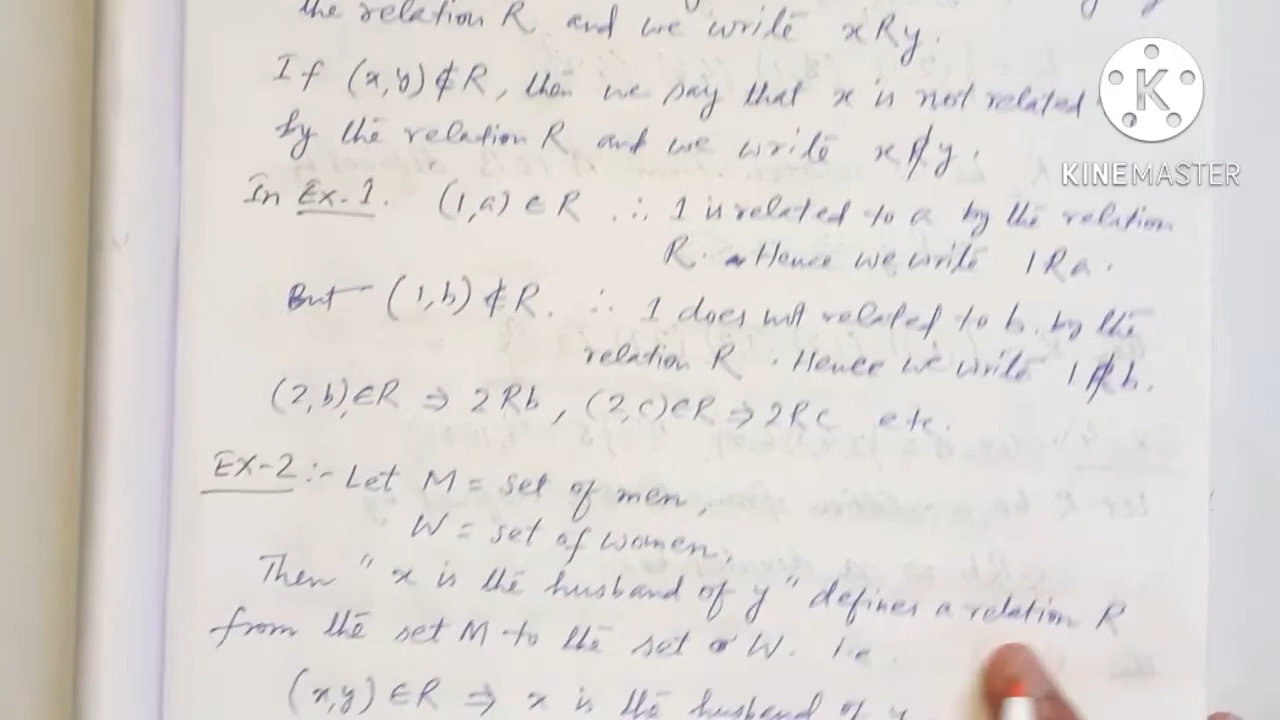 the relation R and we write xRy.
If (x,y)∉R, then we say that x is not related
by the relation R and we write x R̸ y.
In Ex-1. (1,a) ∈ R ∴ 1 is related to a by the relation
R. Hence we write 1Ra.
But (1,b) ∉ R. ∴ 1 does not related to b by the
relation R. Hence we write 1 R̸ b.
(2,b)∈R ⇒ 2Rb, (2,c)∈R ⇒ 2Rc etc.
Ex-2:- Let M = set of men,
W = set of women.
Then "x is the husband of y" defines a relation R
from the set M to the set W. i.e.
(x,y) ∈R ⇒ x is the husband of y
K
KINEMASTER